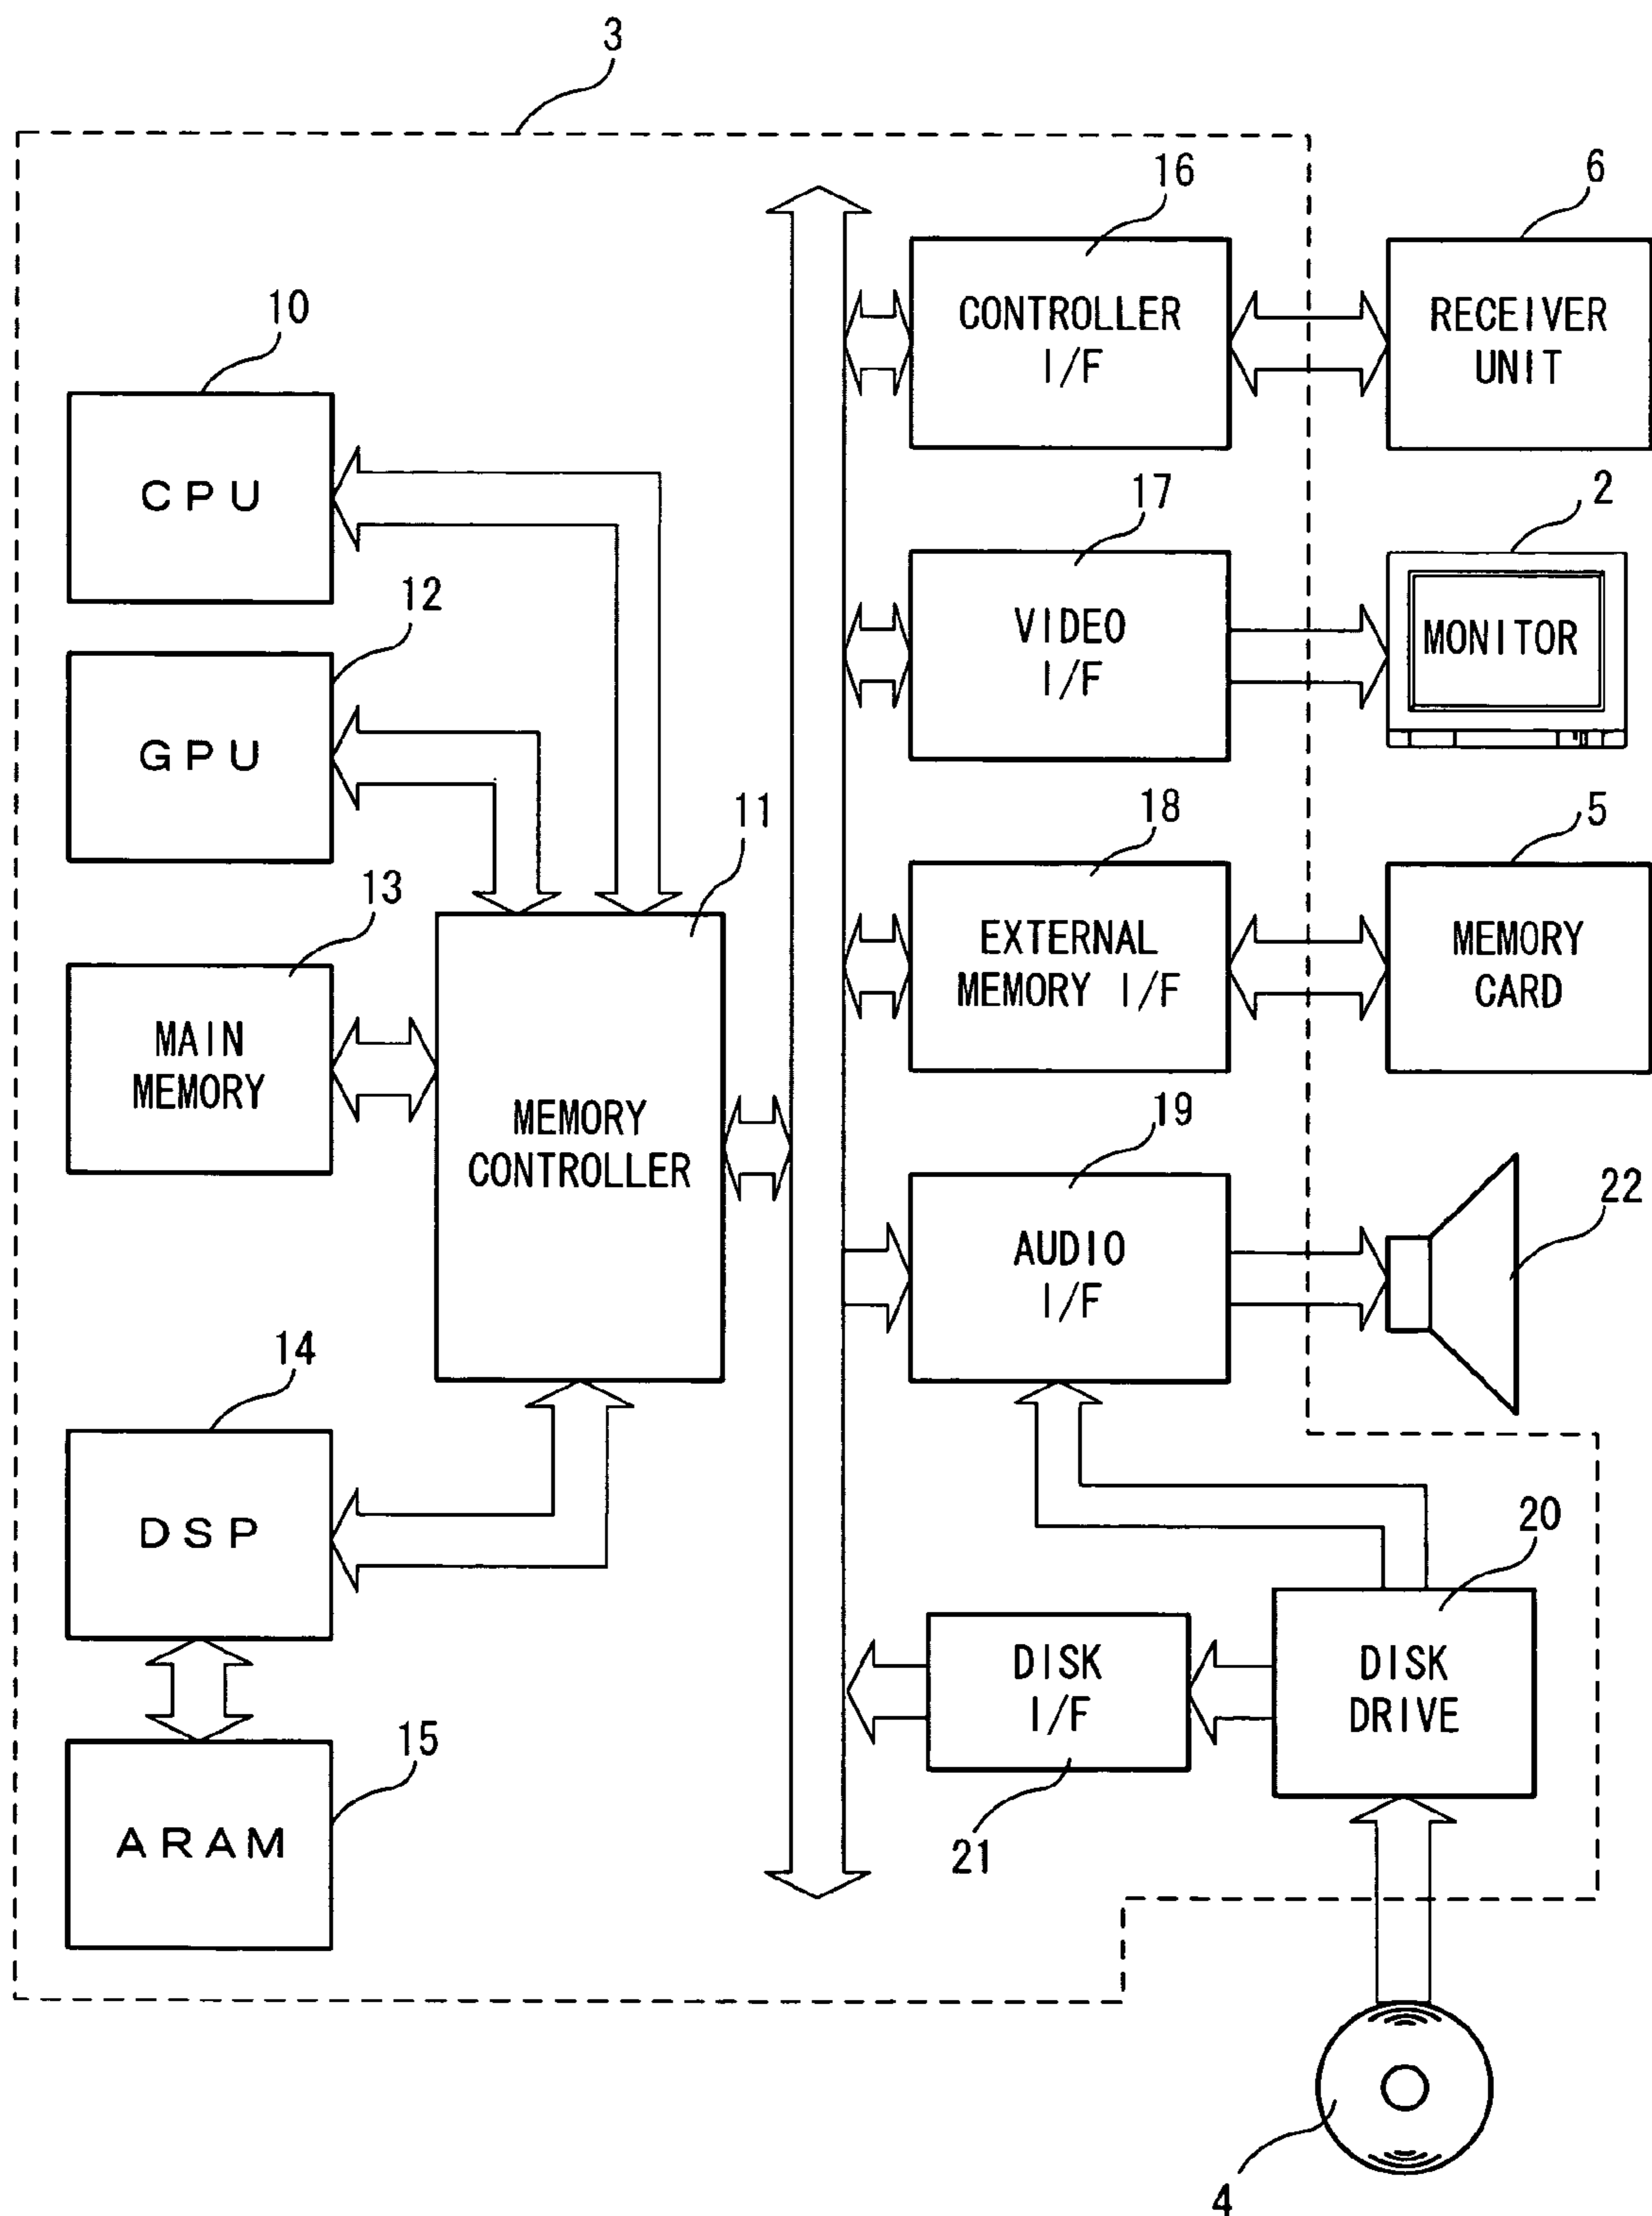 3
16
6
CONTROLLER
I/F
RECEIVER
UNIT
10
CPU
17
2
VIDEO
I/F
MONITOR
12
GPU
11
18
5
EXTERNAL
MEMORY I/F
MEMORY
CARD
13
MAIN
MEMORY
MEMORY
CONTROLLER
19
22
AUDIO
I/F
14
DSP
20
DISK
I/F
DISK
DRIVE
15
ARAM
21
4